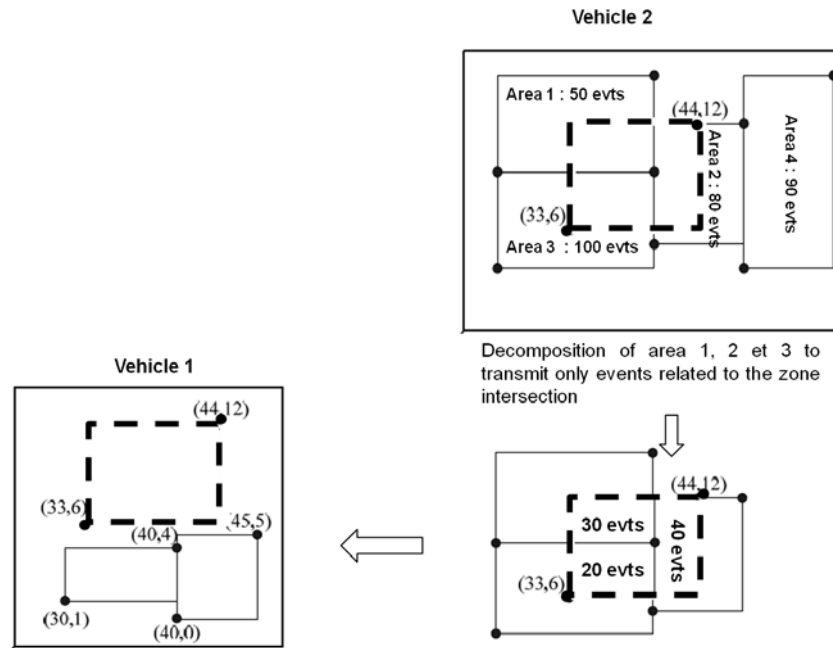 Vehicle 2
Area 1 : 50 evts
(44,12)
Area 2 : 80 evts
Area 4 : 90 evts
(33,6)
Area 3 : 100 evts
Decomposition of area 1, 2 et 3 to
transmit only events related to the zone
intersection
Vehicle 1
(44,12)
(33,6)
(40,4)
(45,5)
(30,1)
(40,0)
(44,12)
30 evts
40 evts
20 evts
(33,6)